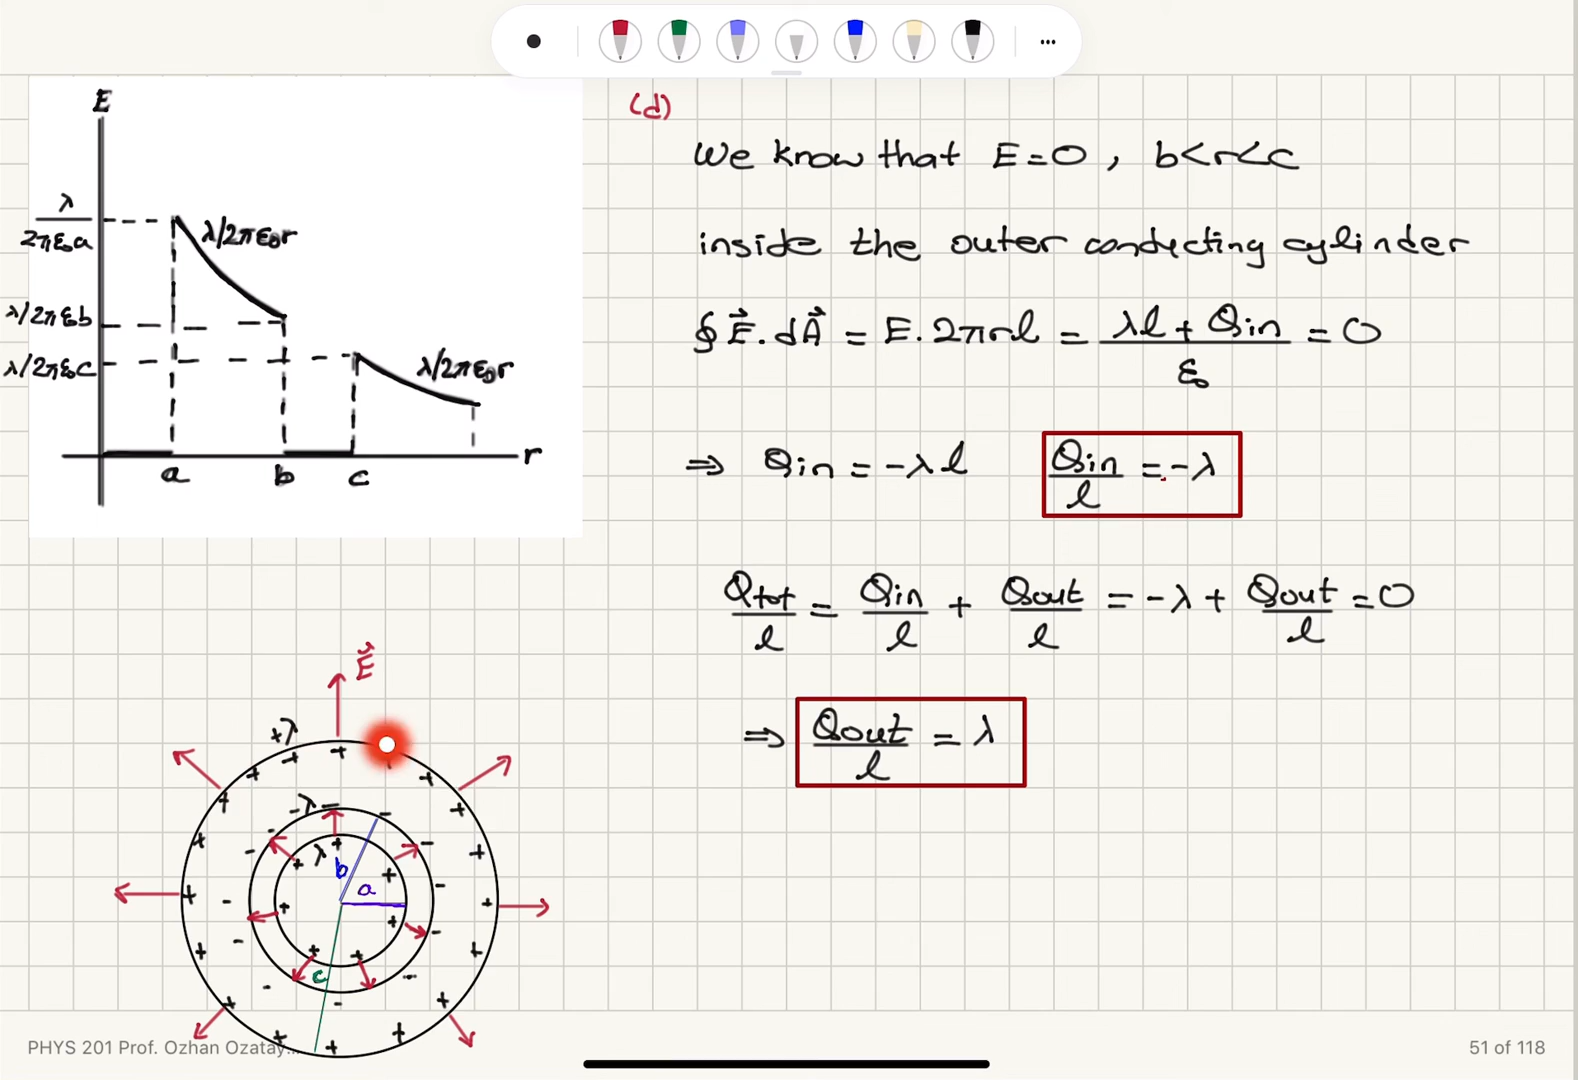 E
λ
2πε₀a
λ/2πε₀r
λ/2πε₀b
λ/2πε₀c
λ/2πε₀r
a b c r
(d)
We know that E=0, b<r<c
inside the outer conducting cylinder
∮ E⃗.dA⃗ = E.2πrl = (λl + Qin)/ε₀ = 0
⇒ Qin = -λl Qin/l = -λ
Qtot/l = Qin/l + Qout/l = -λ + Qout/l = 0
⇒ Qout/l = λ
E⃗
+λ
-λ
λ
b
a
c
PHYS 201 Prof. Ozhan Ozatay...
51 of 118